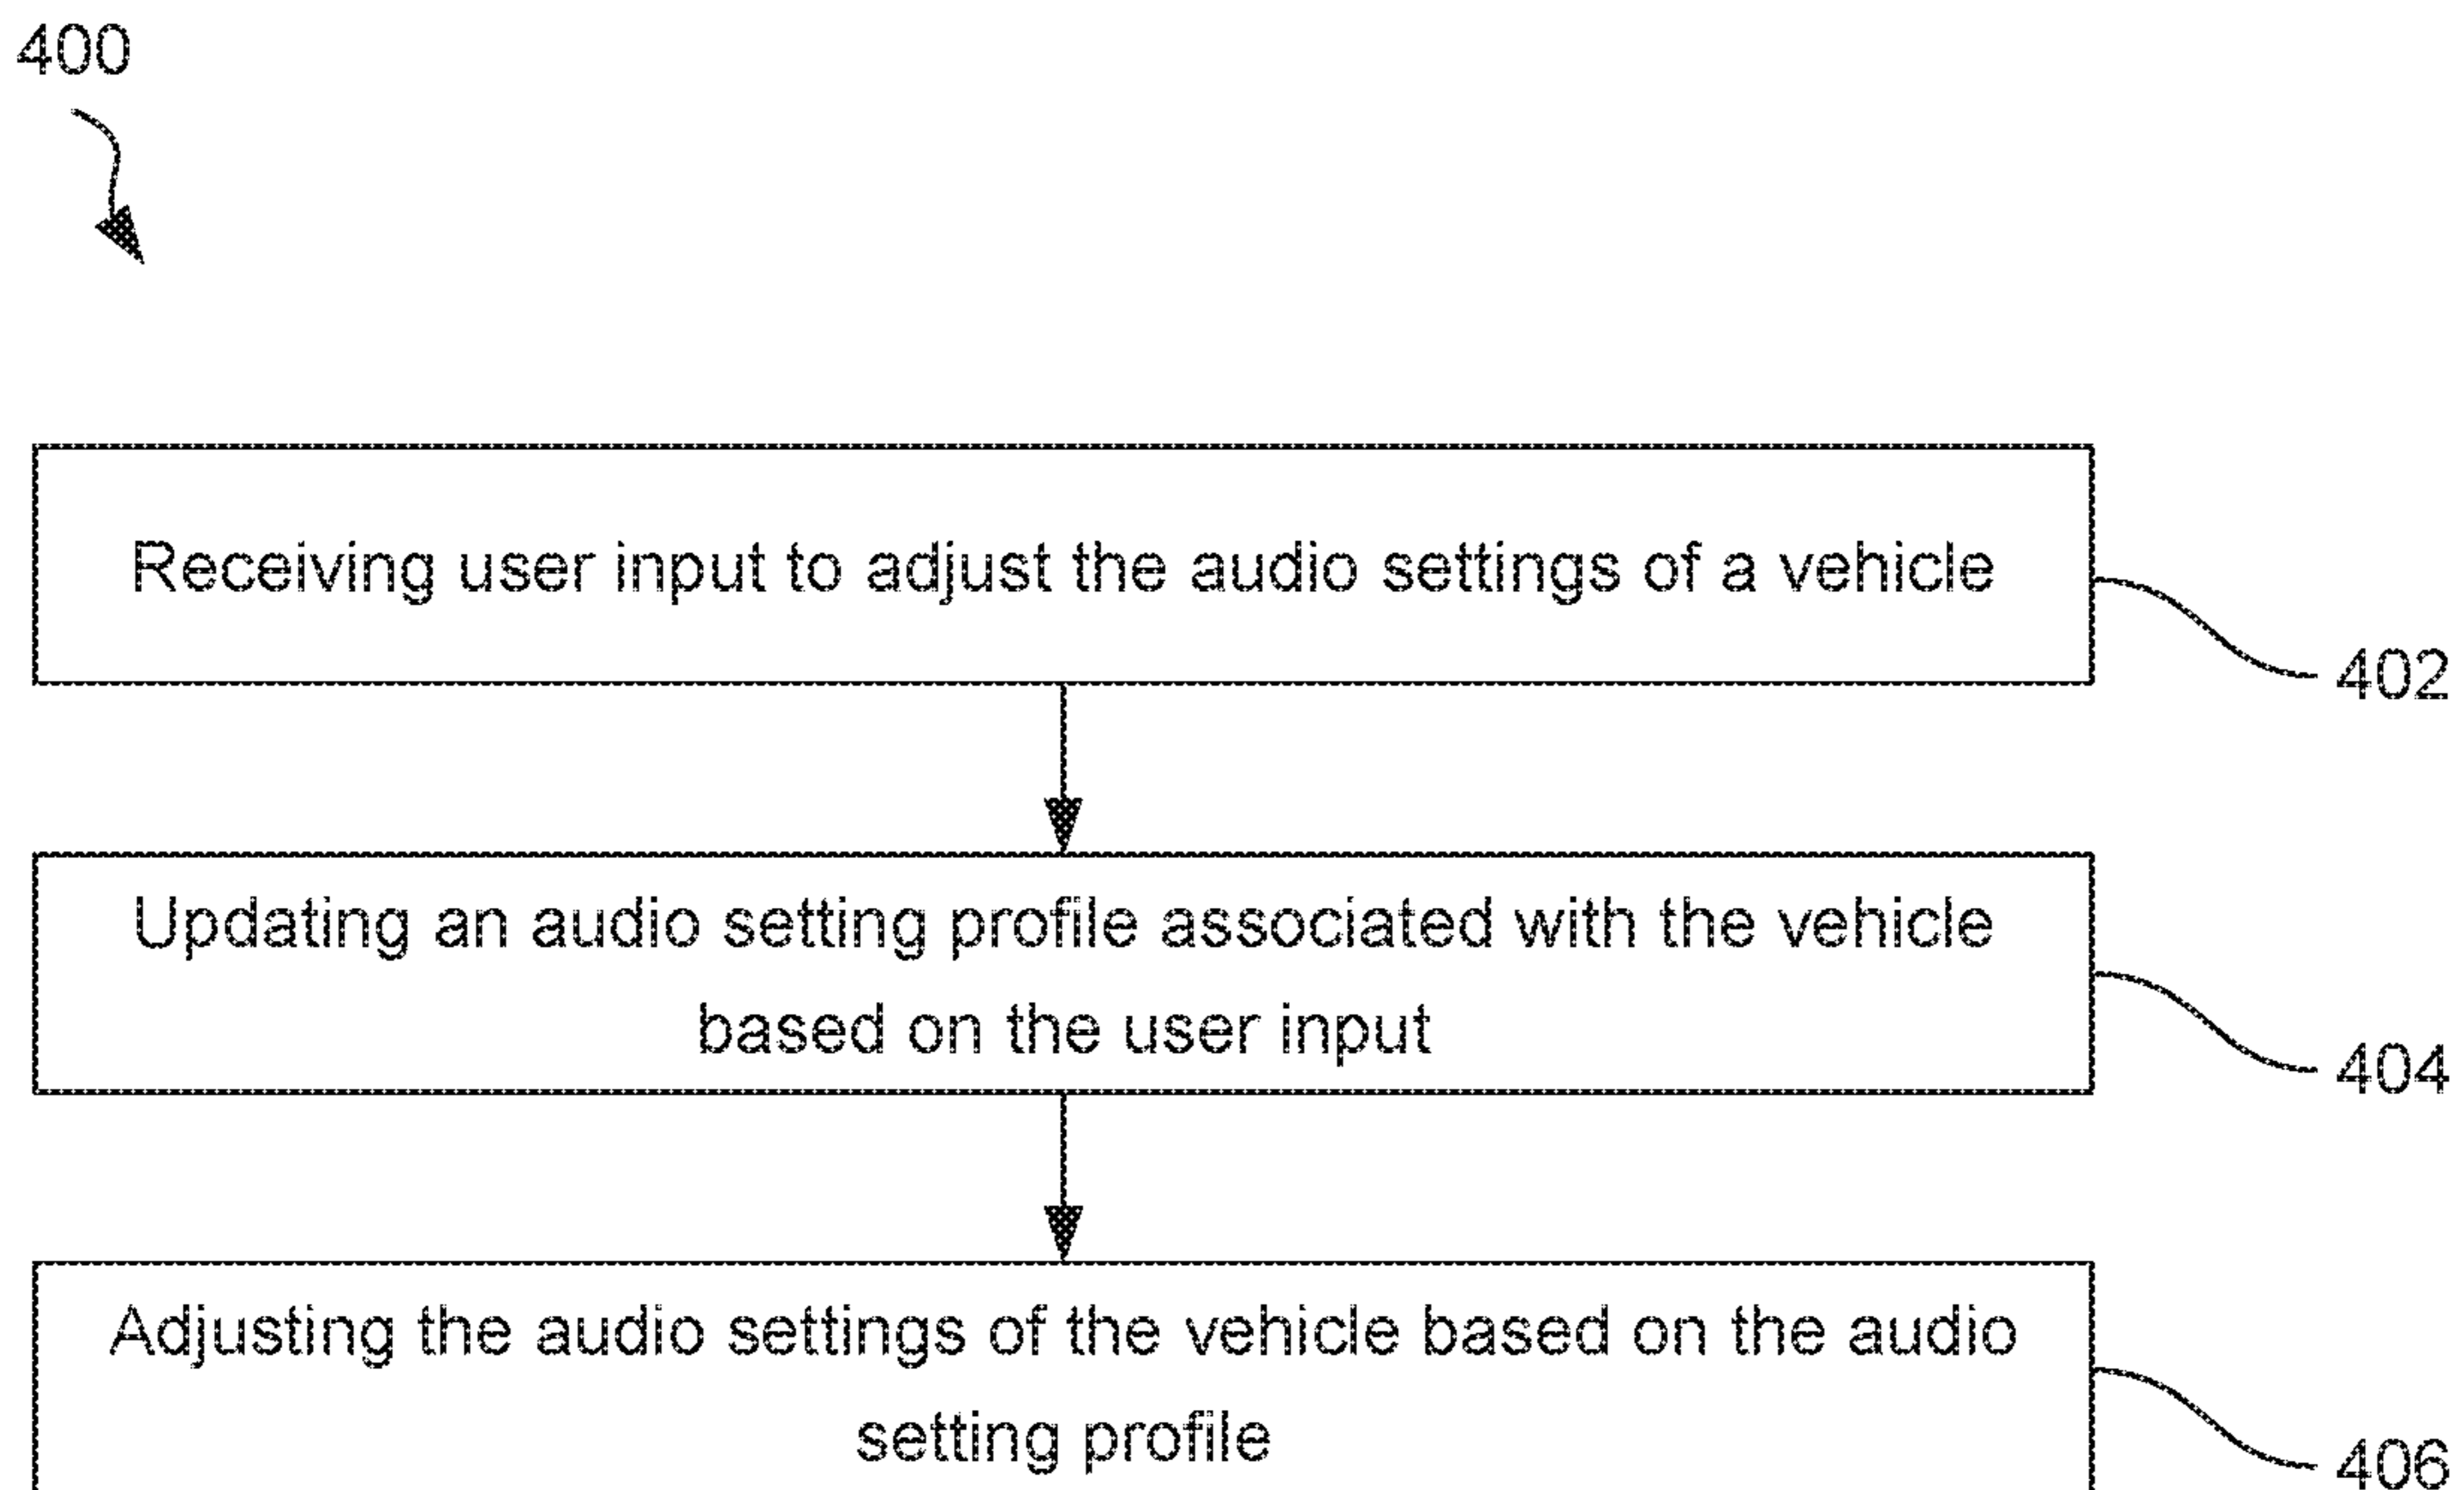 400
Receiving user input to adjust the audio settings of a vehicle
402
Updating an audio setting profile associated with the vehicle
based on the user input
404
Adjusting the audio settings of the vehicle based on the audio
setting profile
406